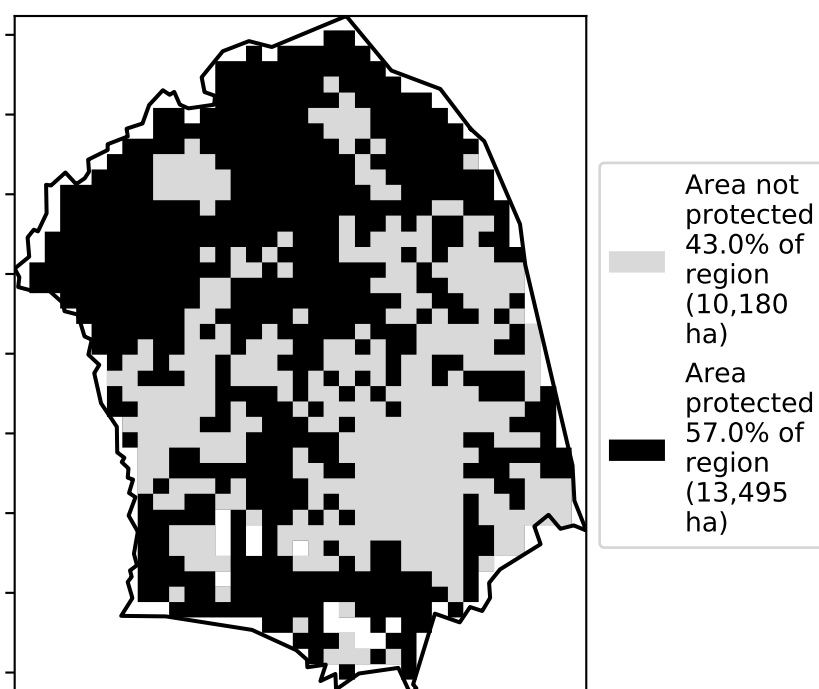 Area not
protected
43.0% of
region
(10,180
ha)
Area
protected
57.0% of
region
(13,495
ha)